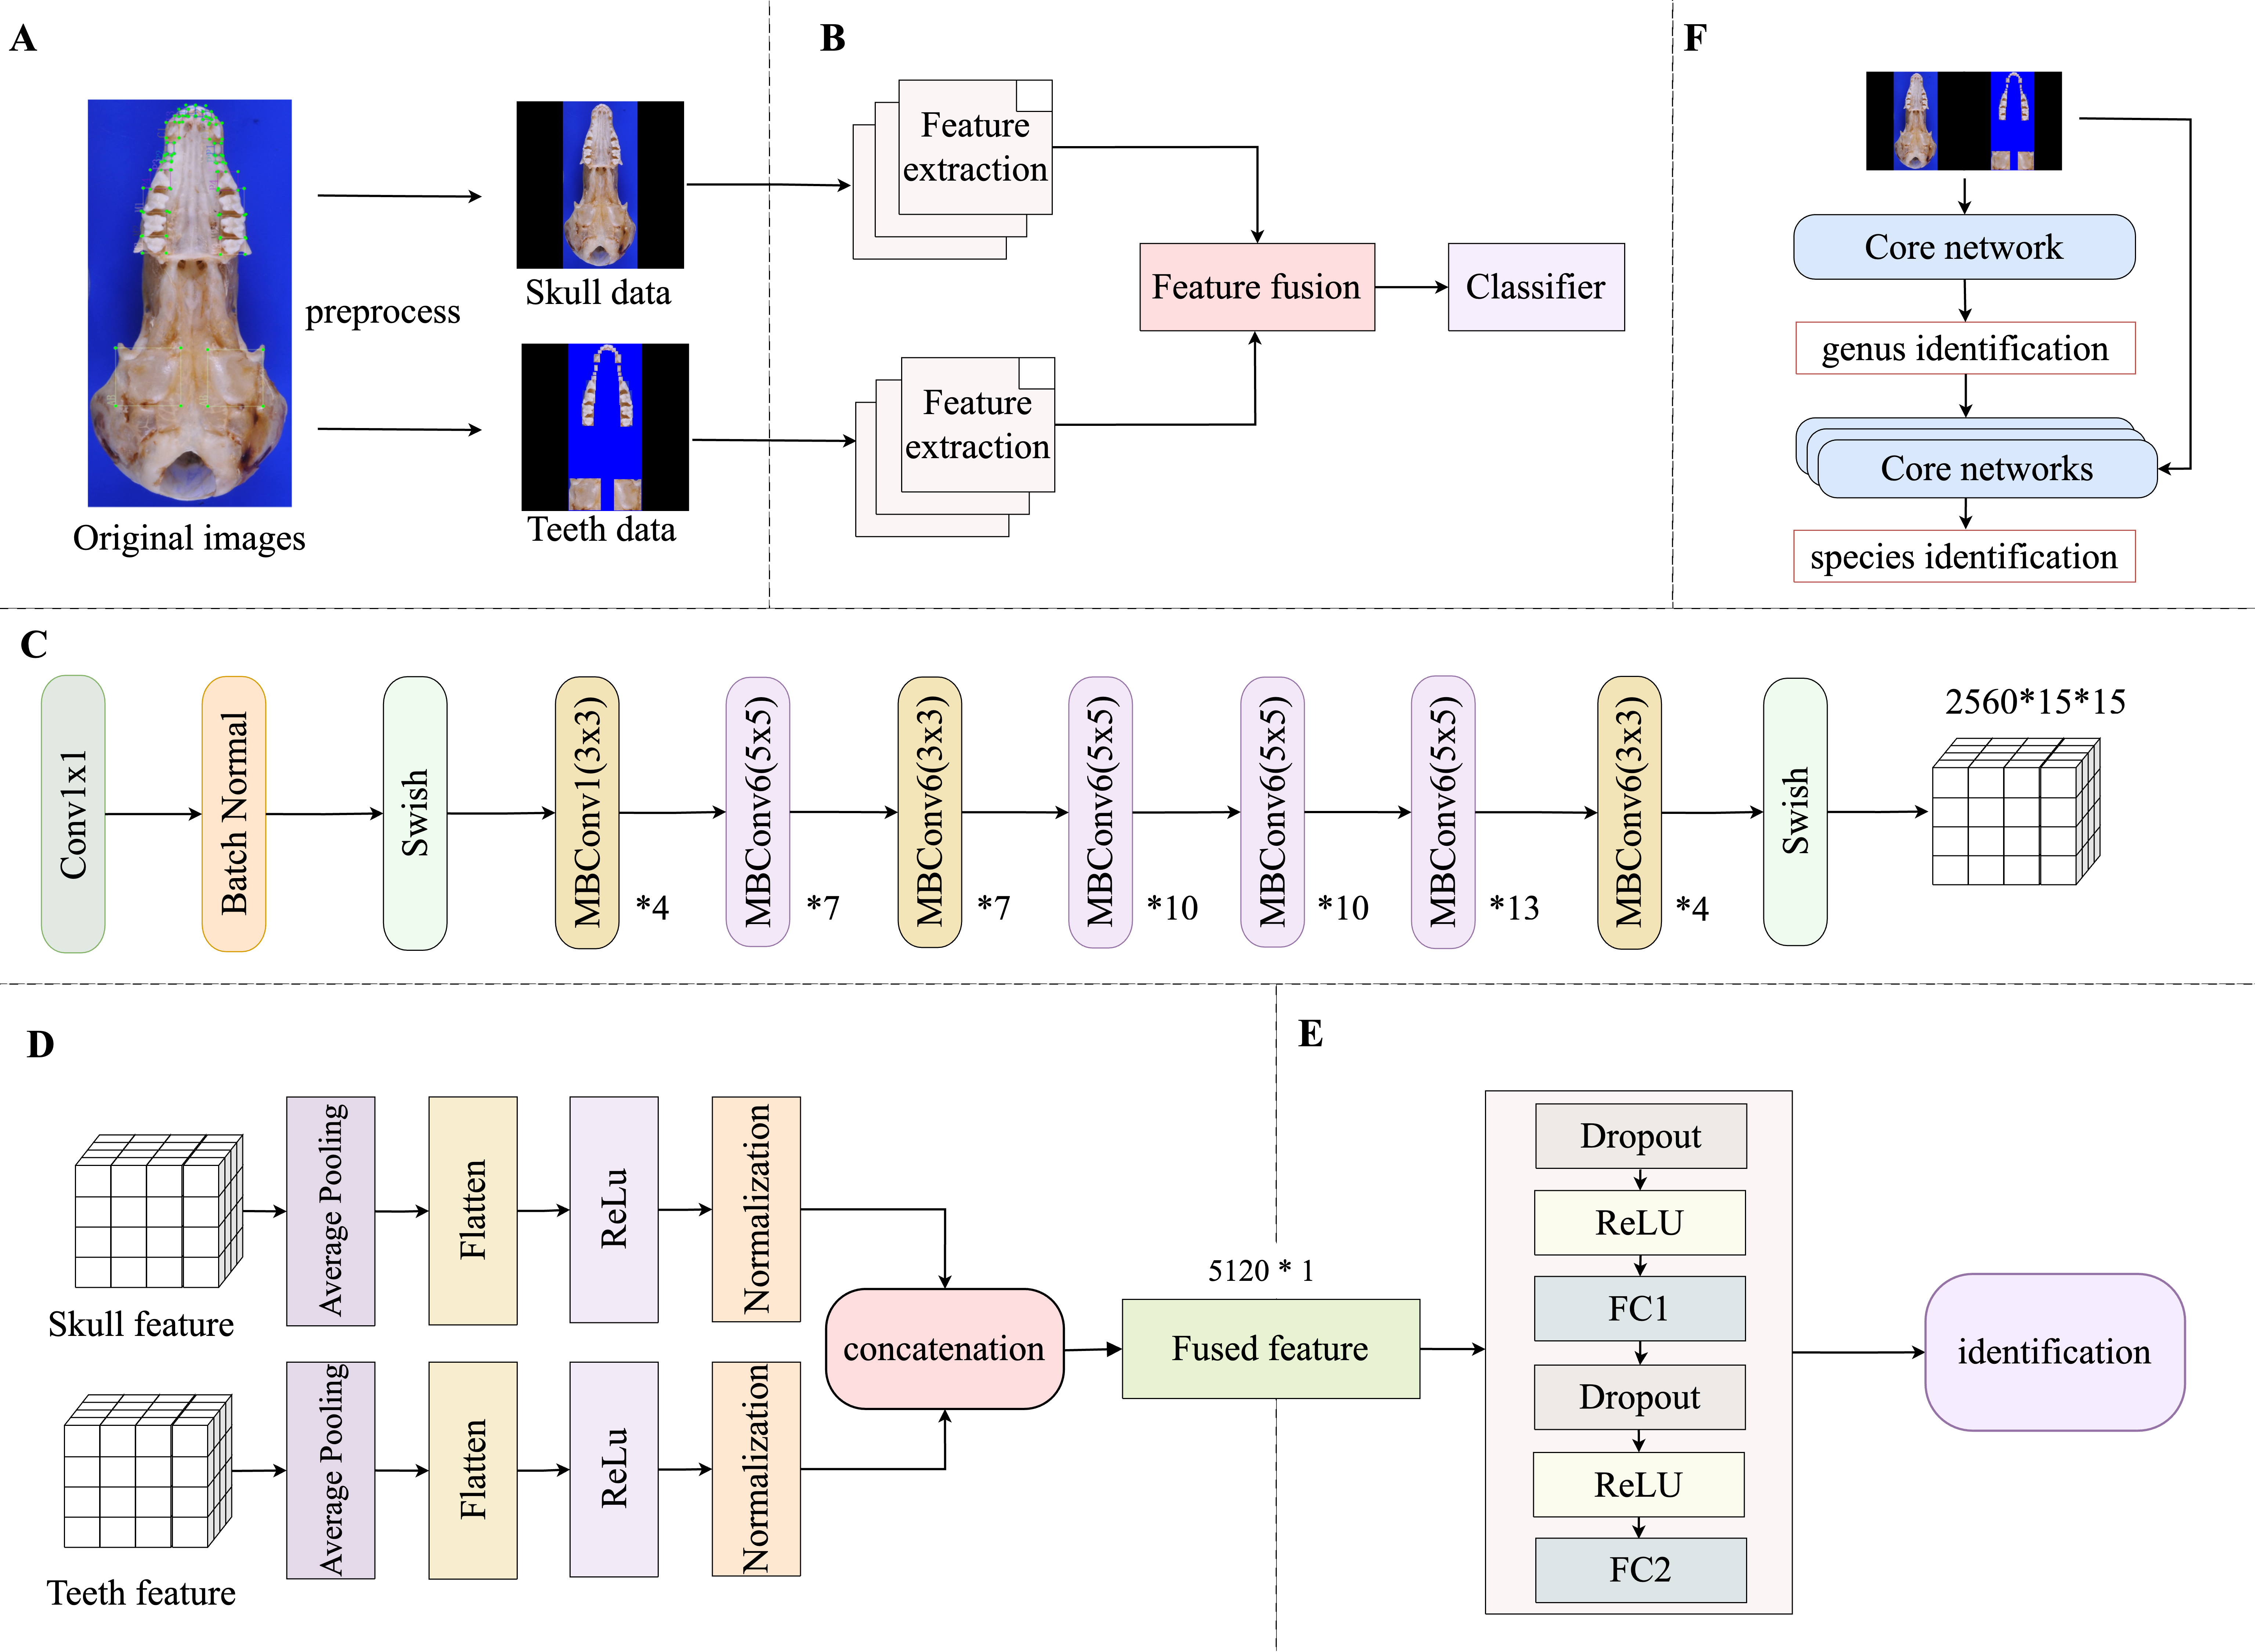 A
preprocess
Original images
Skull data
Teeth data
B
Feature
extraction
Feature
extraction
Feature fusion
Classifier
F
Core network
genus identification
Core networks
species identification
C
Conv1x1
Batch Normal
Swish
MBConv1(3x3)
*4
MBConv6(5x5)
*7
MBConv6(3x3)
*7
MBConv6(5x5)
*10
MBConv6(5x5)
*10
MBConv6(5x5)
*13
MBConv6(3x3)
*4
Swish
2560*15*15
D
Skull feature
Average Pooling
Flatten
ReLu
Normalization
Teeth feature
Average Pooling
Flatten
ReLu
Normalization
concatenation
5120 * 1
Fused feature
E
Dropout
ReLU
FC1
Dropout
ReLU
FC2
identification